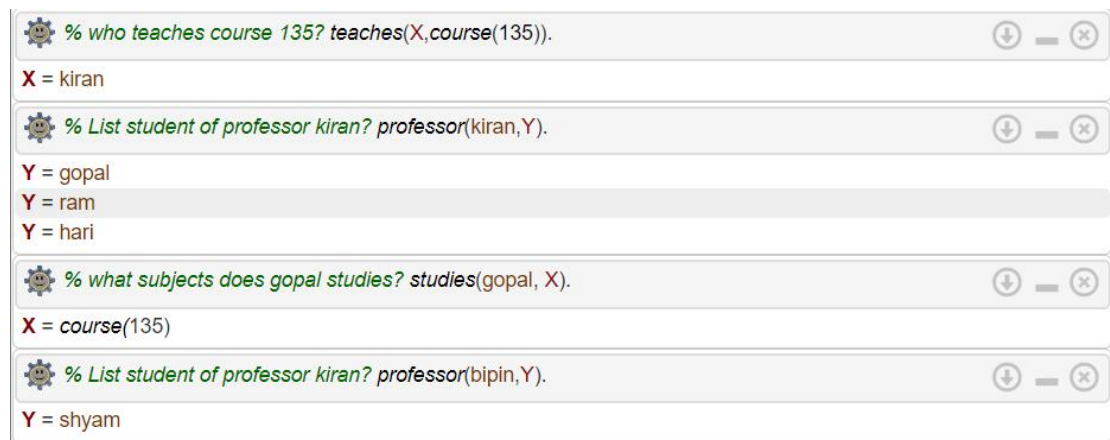 % who teaches course 135? teaches(X,course(135)).
X = kiran
% List student of professor kiran? professor(kiran,Y).
Y = gopal
Y = ram
Y = hari
% what subjects does gopal studies? studies(gopal, X).
X = course(135)
% List student of professor kiran? professor(bipin,Y).
Y = shyam